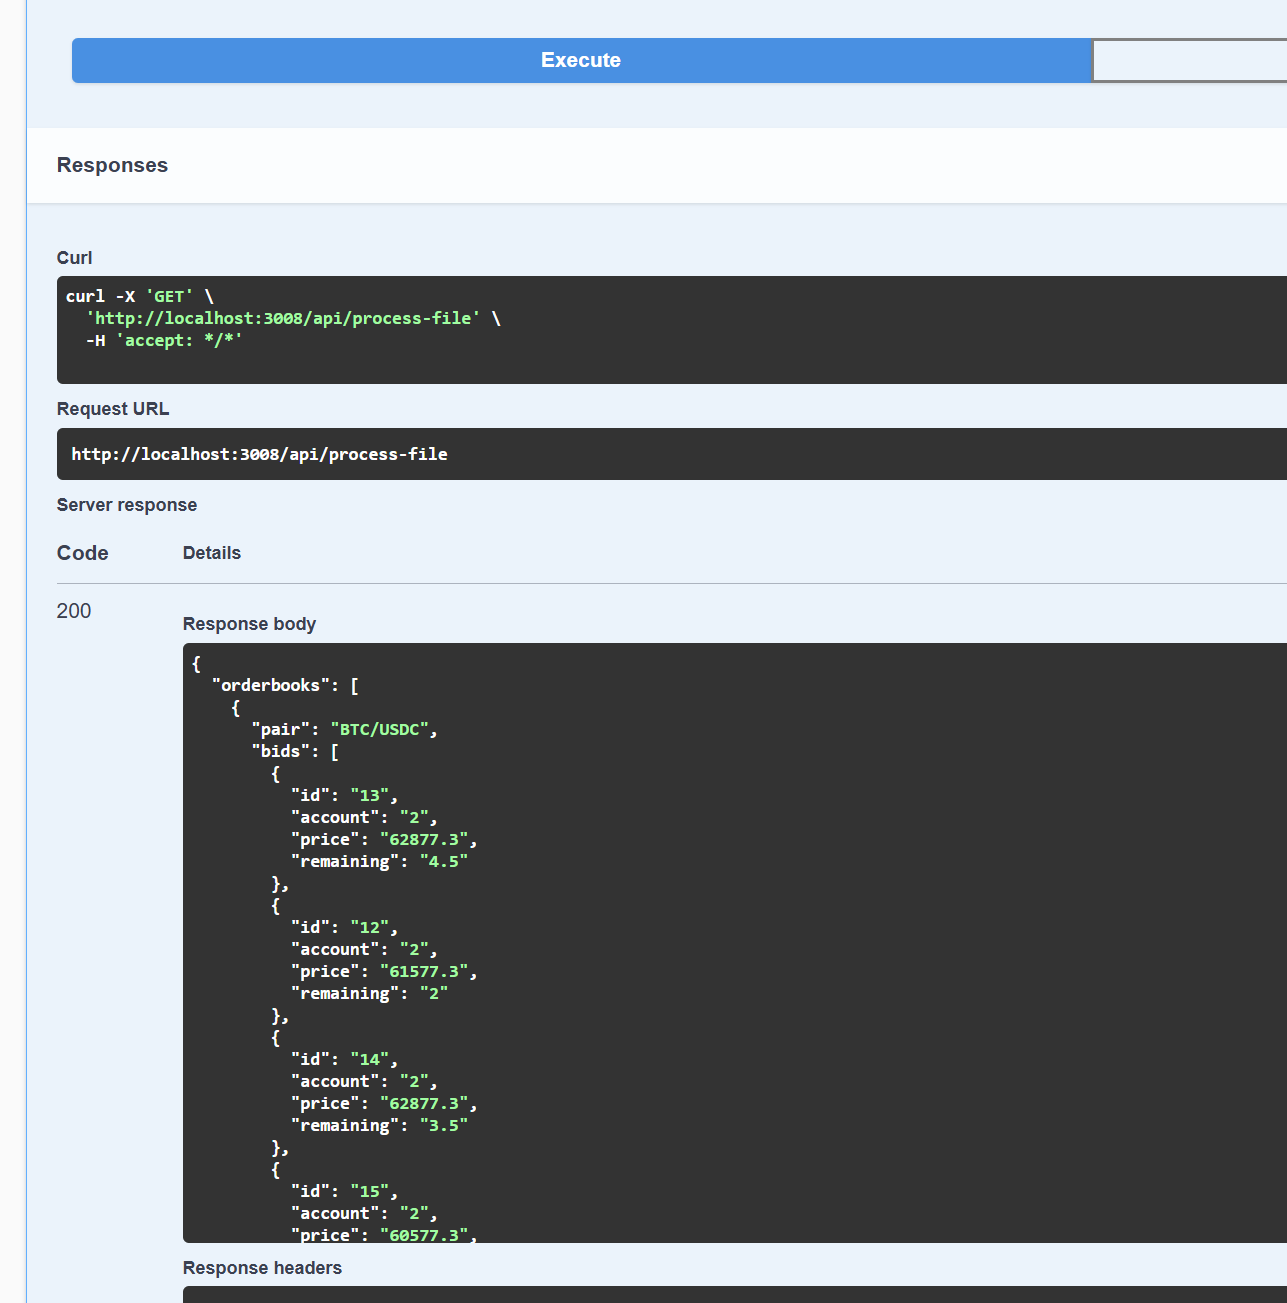 Execute
Responses
Curl
curl -X 'GET' \
  'http://localhost:3008/api/process-file' \
  -H 'accept: */*'
Request URL
http://localhost:3008/api/process-file
Server response
Code Details
200
Response body
{
  "orderbooks": [
    {
      "pair": "BTC/USDC",
      "bids": [
        {
          "id": "13",
          "account": "2",
          "price": "62877.3",
          "remaining": "4.5"
        },
        {
          "id": "12",
          "account": "2",
          "price": "61577.3",
          "remaining": "2"
        },
        {
          "id": "14",
          "account": "2",
          "price": "62877.3",
          "remaining": "3.5"
        },
        {
          "id": "15",
          "account": "2",
          "price": "60577.3",
Response headers